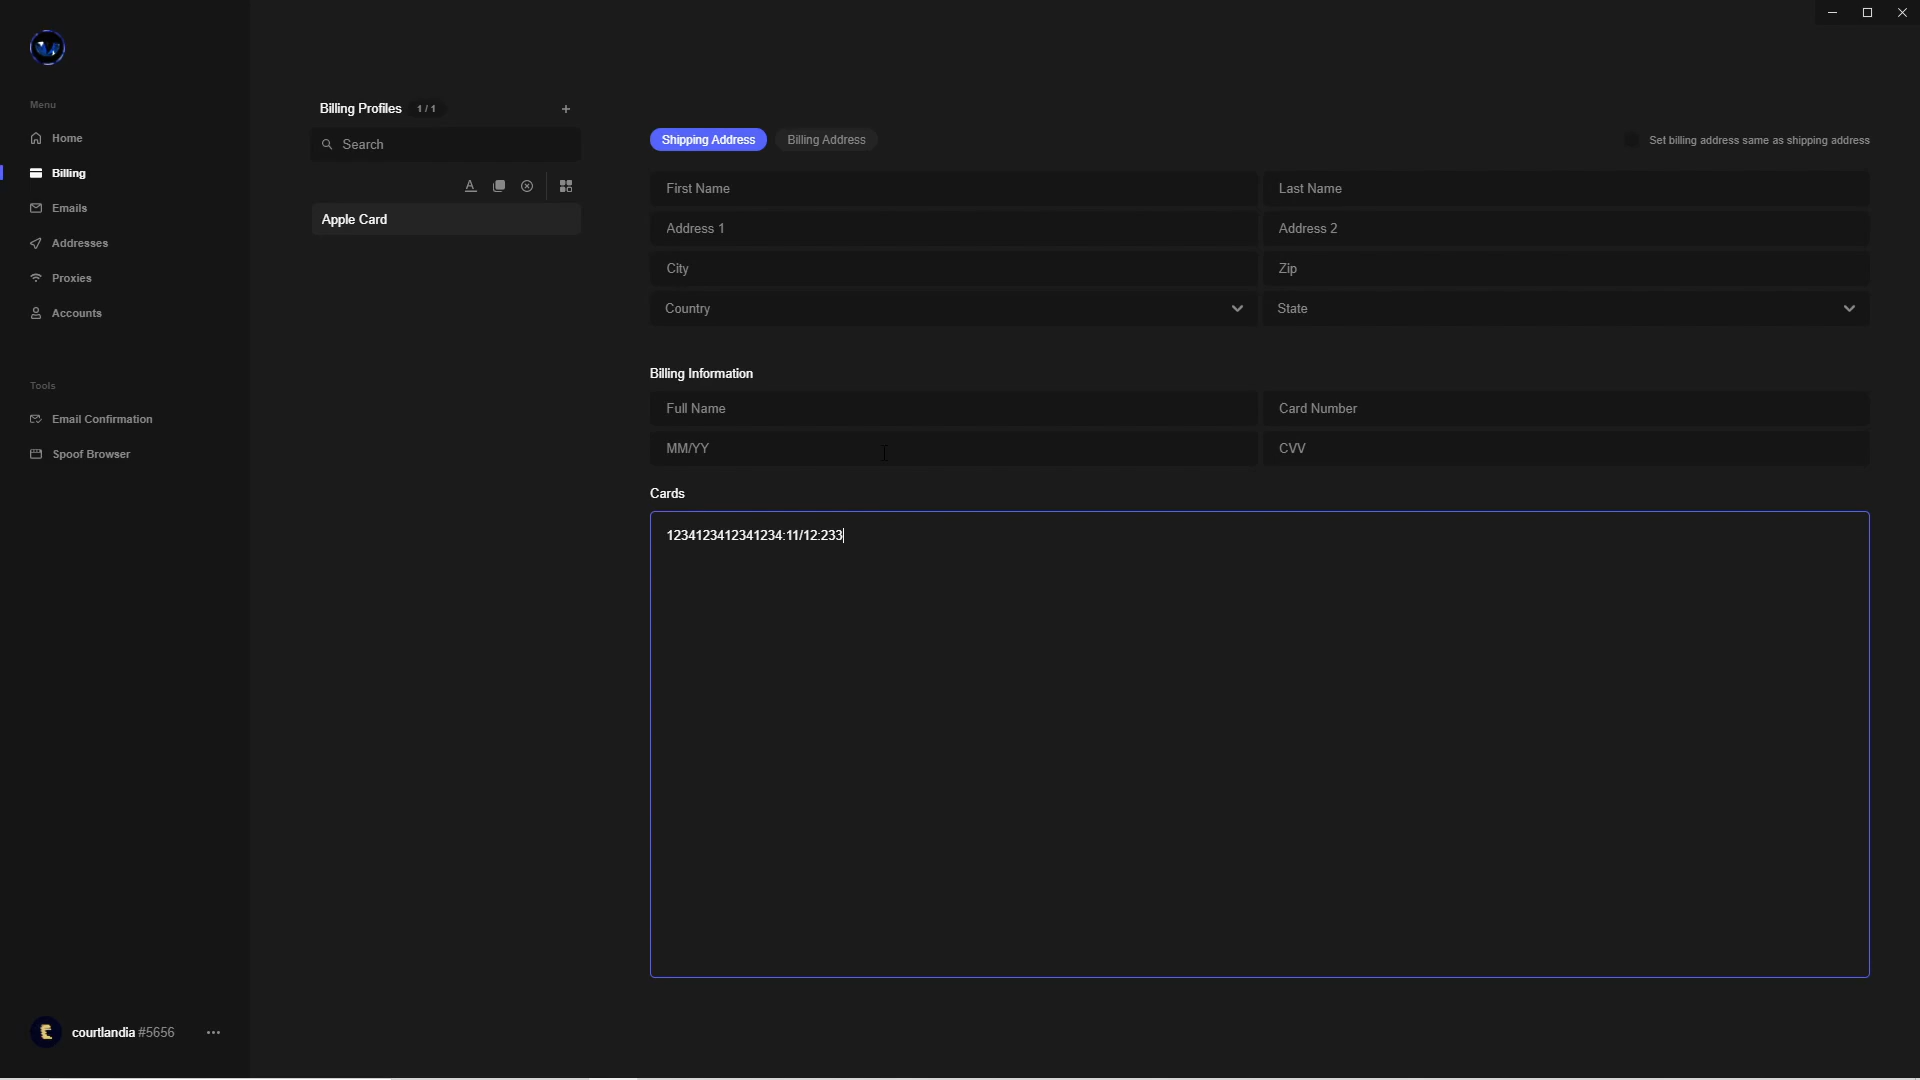 Menu
Home
Billing
Emails
Addresses
Proxies
Accounts
Tools
Email Confirmation
Spoof Browser
courtlandia #5656
Billing Profiles 1 / 1
Search
Apple Card
Shipping Address Billing Address Set billing address same as shipping address
First Name Last Name
Address 1 Address 2
City Zip
Country State
Billing Information
Full Name Card Number
MM/YY CVV
Cards
1234123412341234:11/12:233